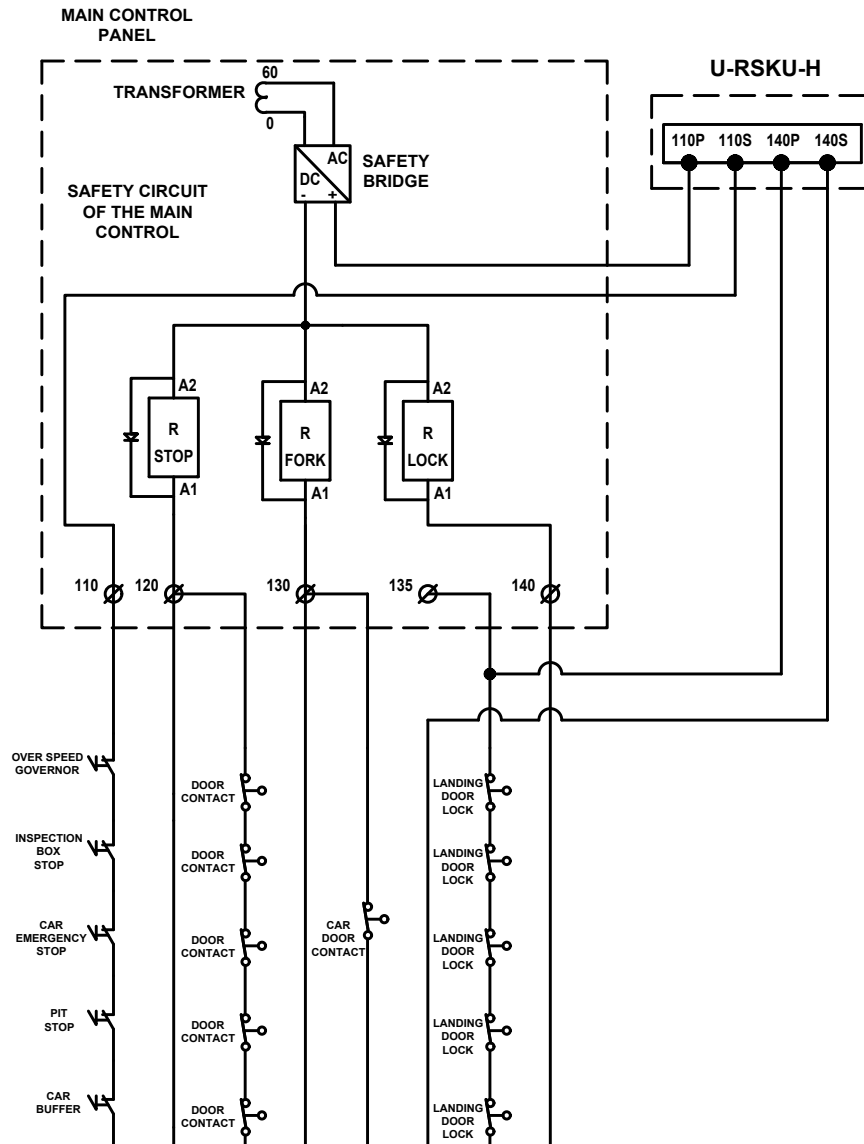 MAIN CONTROL
PANEL
U-RSKU-H
60
TRANSFORMER
0
110P 110S 140P 140S
AC
DC
- +
SAFETY
BRIDGE
SAFETY CIRCUIT
OF THE MAIN
CONTROL
A2
R
STOP
A1
A2
R
FORK
A1
A2
R
LOCK
A1
110 120 130 135 140
OVER SPEED
GOVERNOR
INSPECTION
BOX
STOP
CAR
EMERGENCY
STOP
PIT
STOP
CAR
BUFFER
DOOR
CONTACT
DOOR
CONTACT
DOOR
CONTACT
DOOR
CONTACT
DOOR
CONTACT
CAR
DOOR
CONTACT
LANDING
DOOR
LOCK
LANDING
DOOR
LOCK
LANDING
DOOR
LOCK
LANDING
DOOR
LOCK
LANDING
DOOR
LOCK